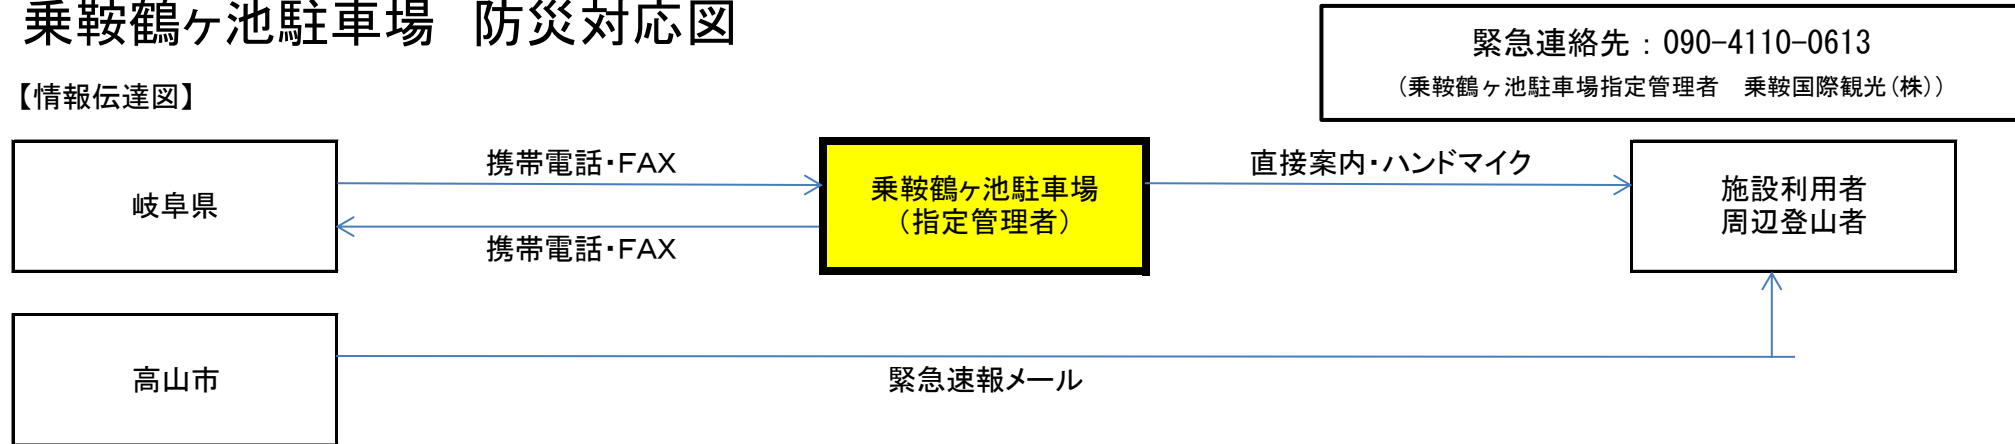 乗鞍鶴ヶ池駐車場　防災対応図
緊急連絡先：090-4110-0613
（乗鞍鶴ヶ池駐車場指定管理者　乗鞍国際観光（株））
【情報伝達図】
岐阜県
携帯電話・FAX
携帯電話・FAX
乗鞍鶴ヶ池駐車場
（指定管理者）
直接案内・ハンドマイク
施設利用者
周辺登山者
高山市
緊急速報メール